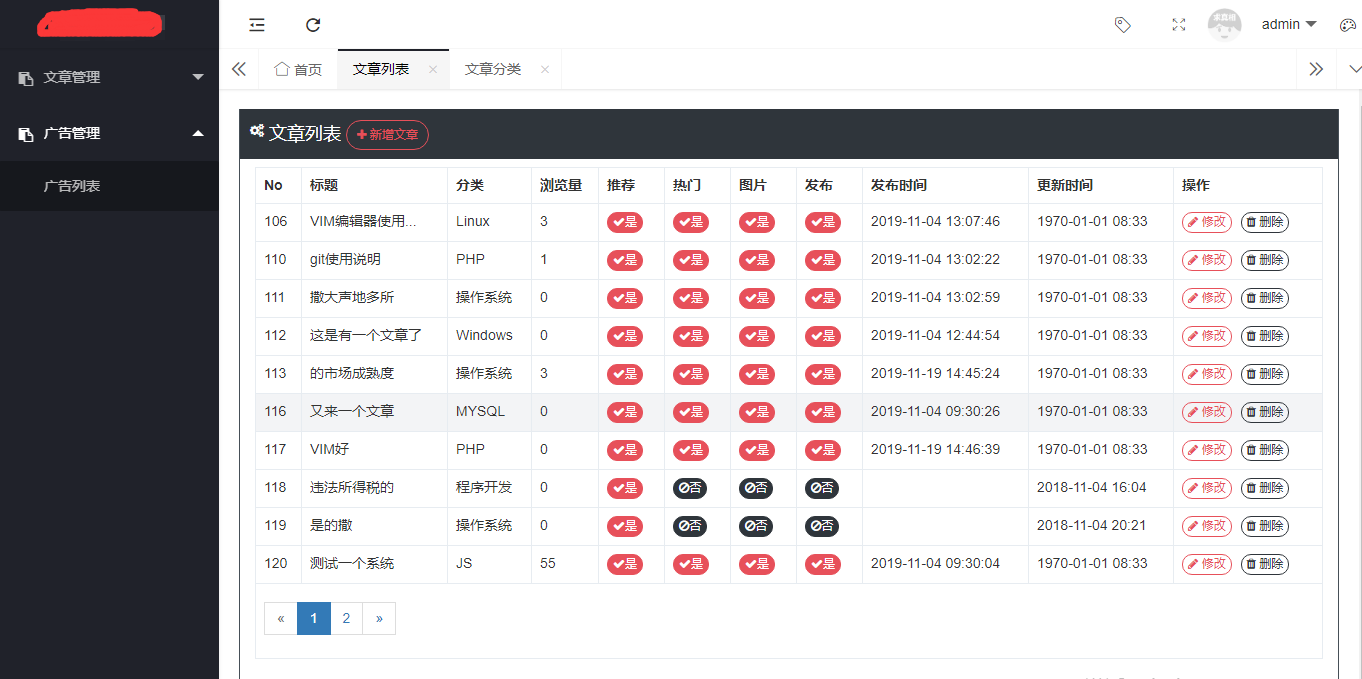 admin
文章管理
广告管理
广告列表
首页 文章列表 × 文章分类 ×
文章列表 +新增文章
No 标题 分类 浏览量 推荐 热门 图片 发布 发布时间 更新时间 操作
106 VIM编辑器使用... Linux 3 是 是 是 是 2019-11-04 13:07:46 1970-01-01 08:33 修改 删除
110 git使用说明 PHP 1 是 是 是 是 2019-11-04 13:02:22 1970-01-01 08:33 修改 删除
111 撒大声地多所 操作系统 0 是 是 是 是 2019-11-04 13:02:59 1970-01-01 08:33 修改 删除
112 这是有一个文章了 Windows 0 是 是 是 是 2019-11-04 12:44:54 1970-01-01 08:33 修改 删除
113 的市场成熟度 操作系统 3 是 是 是 是 2019-11-19 14:45:24 1970-01-01 08:33 修改 删除
116 又来一个文章 MYSQL 0 是 是 是 是 2019-11-04 09:30:26 1970-01-01 08:33 修改 删除
117 VIM好 PHP 0 是 是 是 是 2019-11-19 14:46:39 1970-01-01 08:33 修改 删除
118 违法所得税的 程序开发 0 是 否 否 否 2018-11-04 16:04 修改 删除
119 是的撒 操作系统 0 是 否 否 否 2018-11-04 20:21 修改 删除
120 测试一个系统 JS 55 是 是 是 是 2019-11-04 09:30:04 1970-01-01 08:33 修改 删除
« 1 2 »